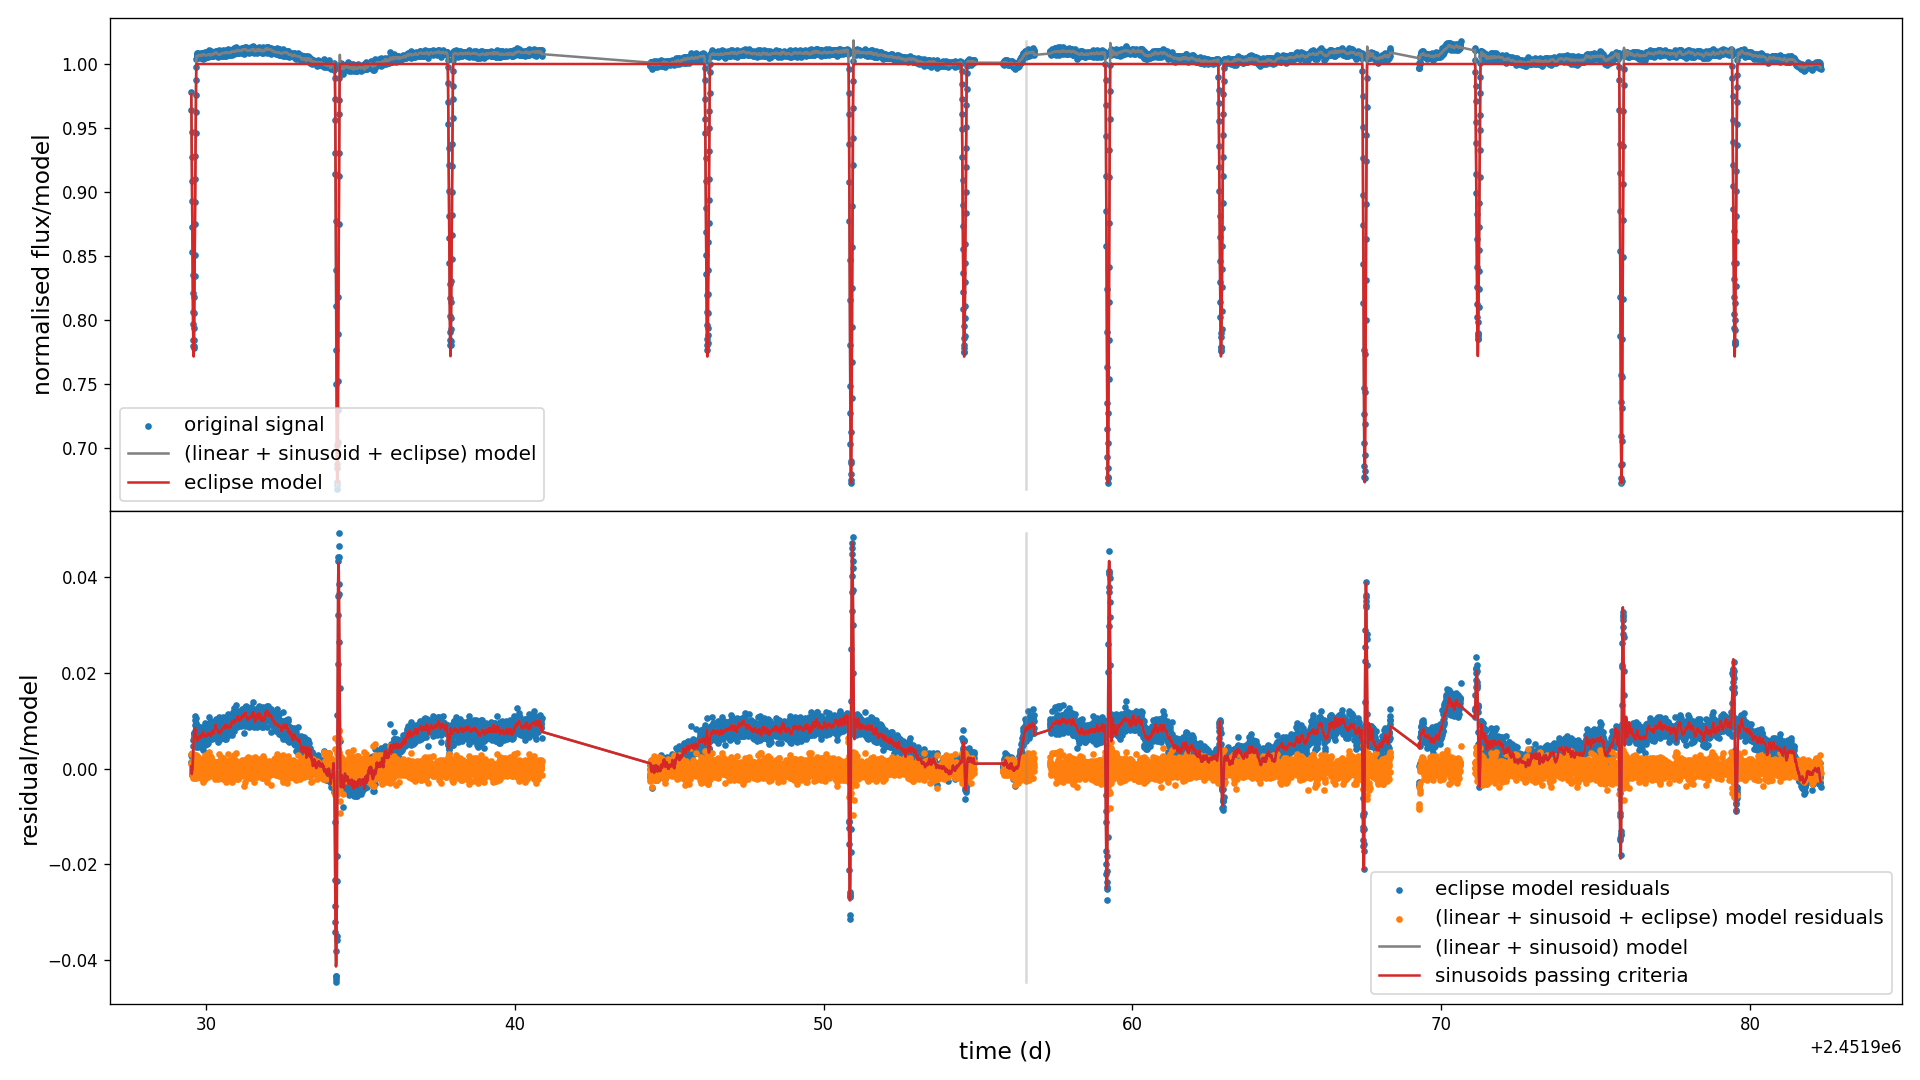 normalised flux/model
1.00
0.95
0.90
0.85
0.80
0.75
0.70
original signal
(linear + sinusoid + eclipse) model
eclipse model
residual/model
0.04
0.02
0.00
−0.02
−0.04
eclipse model residuals
(linear + sinusoid + eclipse) model residuals
(linear + sinusoid) model
sinusoids passing criteria
30 40 50 60 70 80
time (d)
+2.4519e6